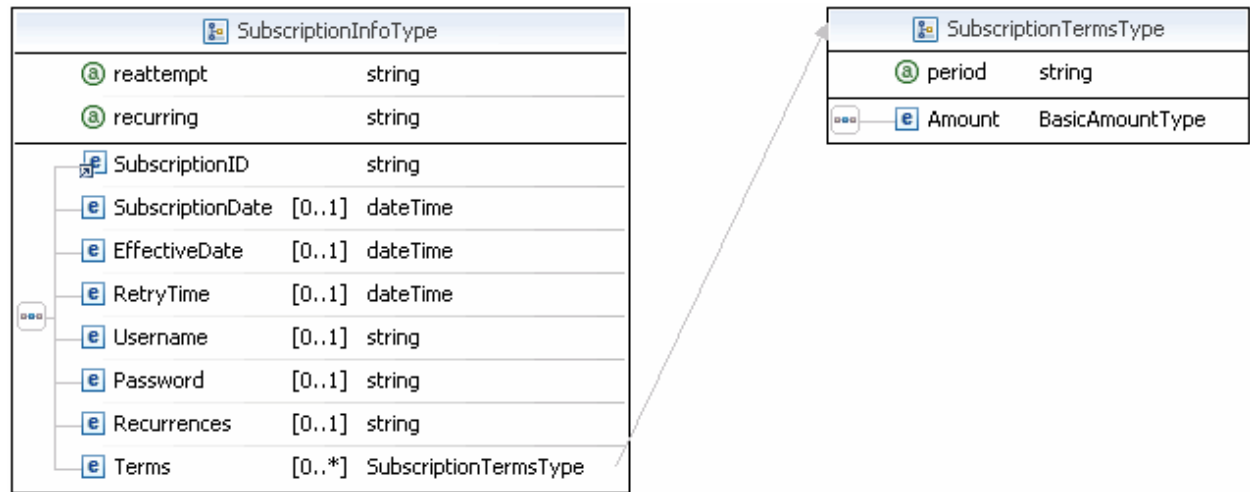 SubscriptionInfoType
reattempt string
recurring string
SubscriptionID string
SubscriptionDate [0..1] dateTime
EffectiveDate [0..1] dateTime
RetryTime [0..1] dateTime
Username [0..1] string
Password [0..1] string
Recurrences [0..1] string
Terms [0..*] SubscriptionTermsType
SubscriptionTermsType
period string
Amount BasicAmountType